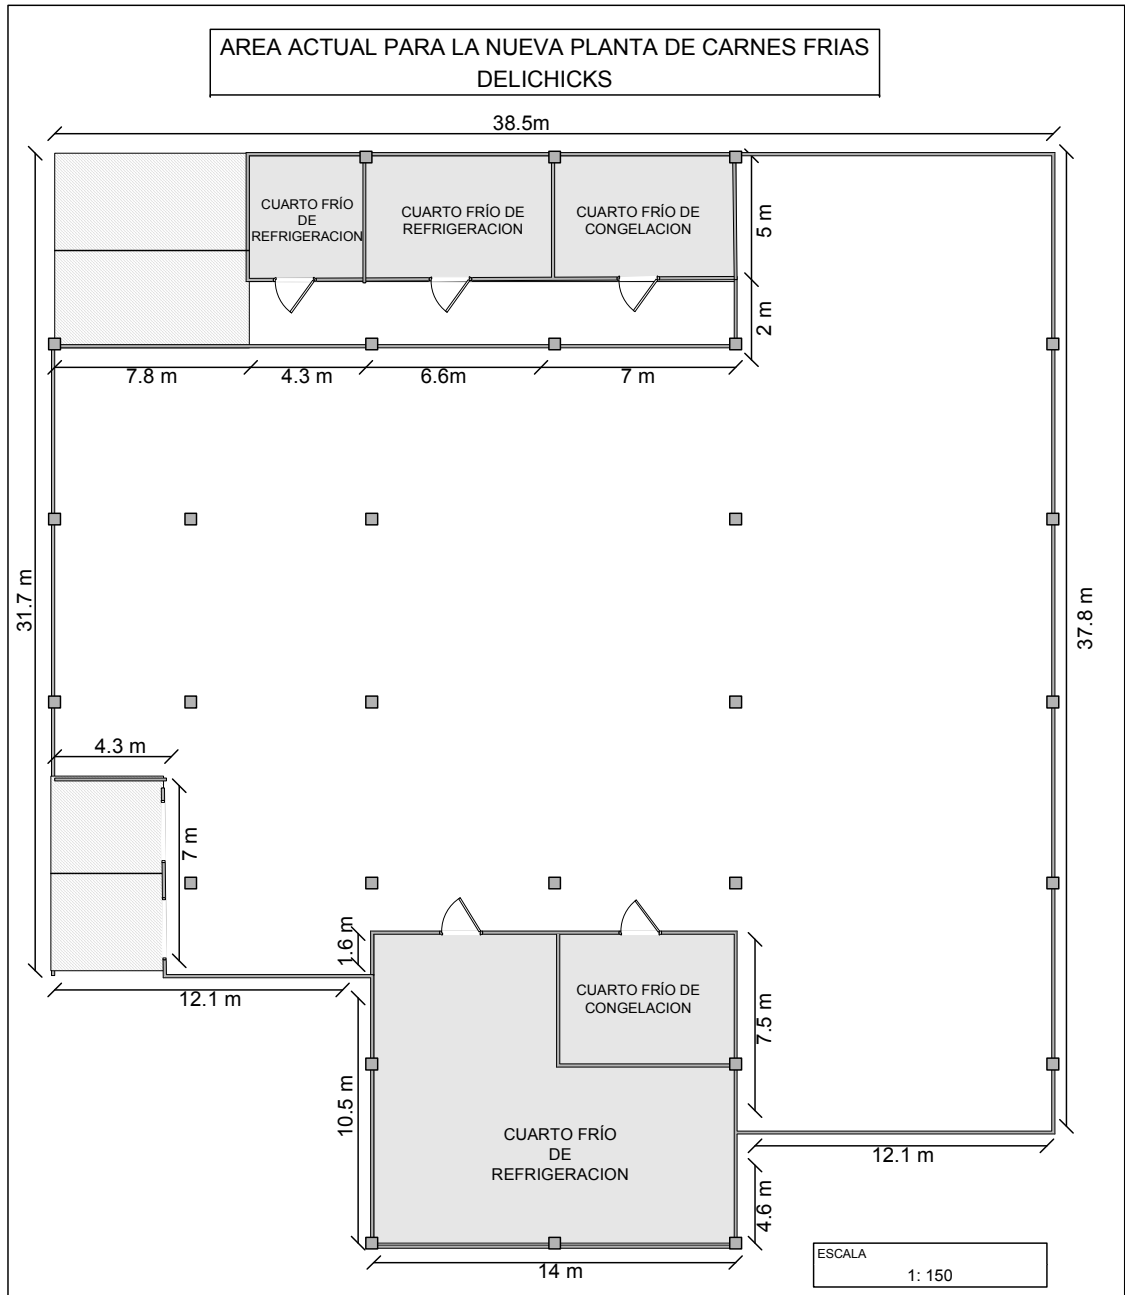 AREA ACTUAL PARA LA NUEVA PLANTA DE CARNES FRIAS
DELICHICKS
38.5m
CUARTO FRÍO
DE
REFRIGERACION
CUARTO FRÍO DE
REFRIGERACION
CUARTO FRÍO DE
CONGELACION
5 m
2 m
7.8 m
4.3 m
6.6m
7 m
31.7 m
37.8 m
4.3 m
7 m
1.6 m
12.1 m
CUARTO FRÍO DE
CONGELACION
7.5 m
10.5 m
CUARTO FRÍO
DE
REFRIGERACION
12.1 m
4.6 m
14 m
ESCALA
1: 150